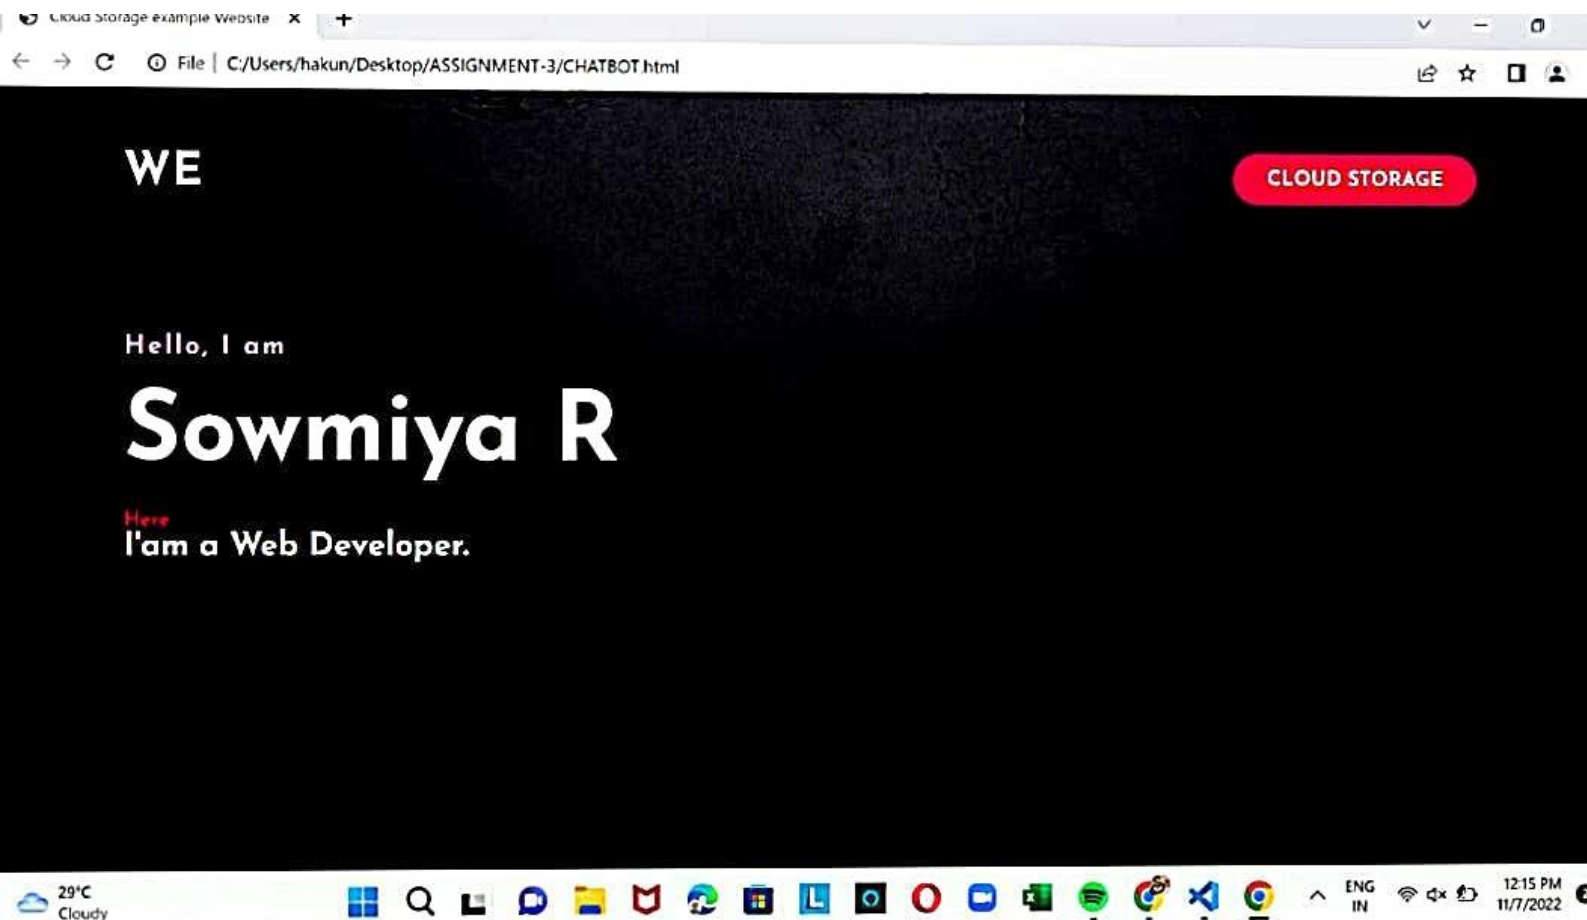 Cloud Storage example Website
File | C:/Users/hakun/Desktop/ASSIGNMENT-3/CHATBOT.html
WE
CLOUD STORAGE
Hello, I am
Sowmiya R
Here
I'am a Web Developer.
29°C
Cloudy
ENG
IN
12:15 PM
11/7/2022